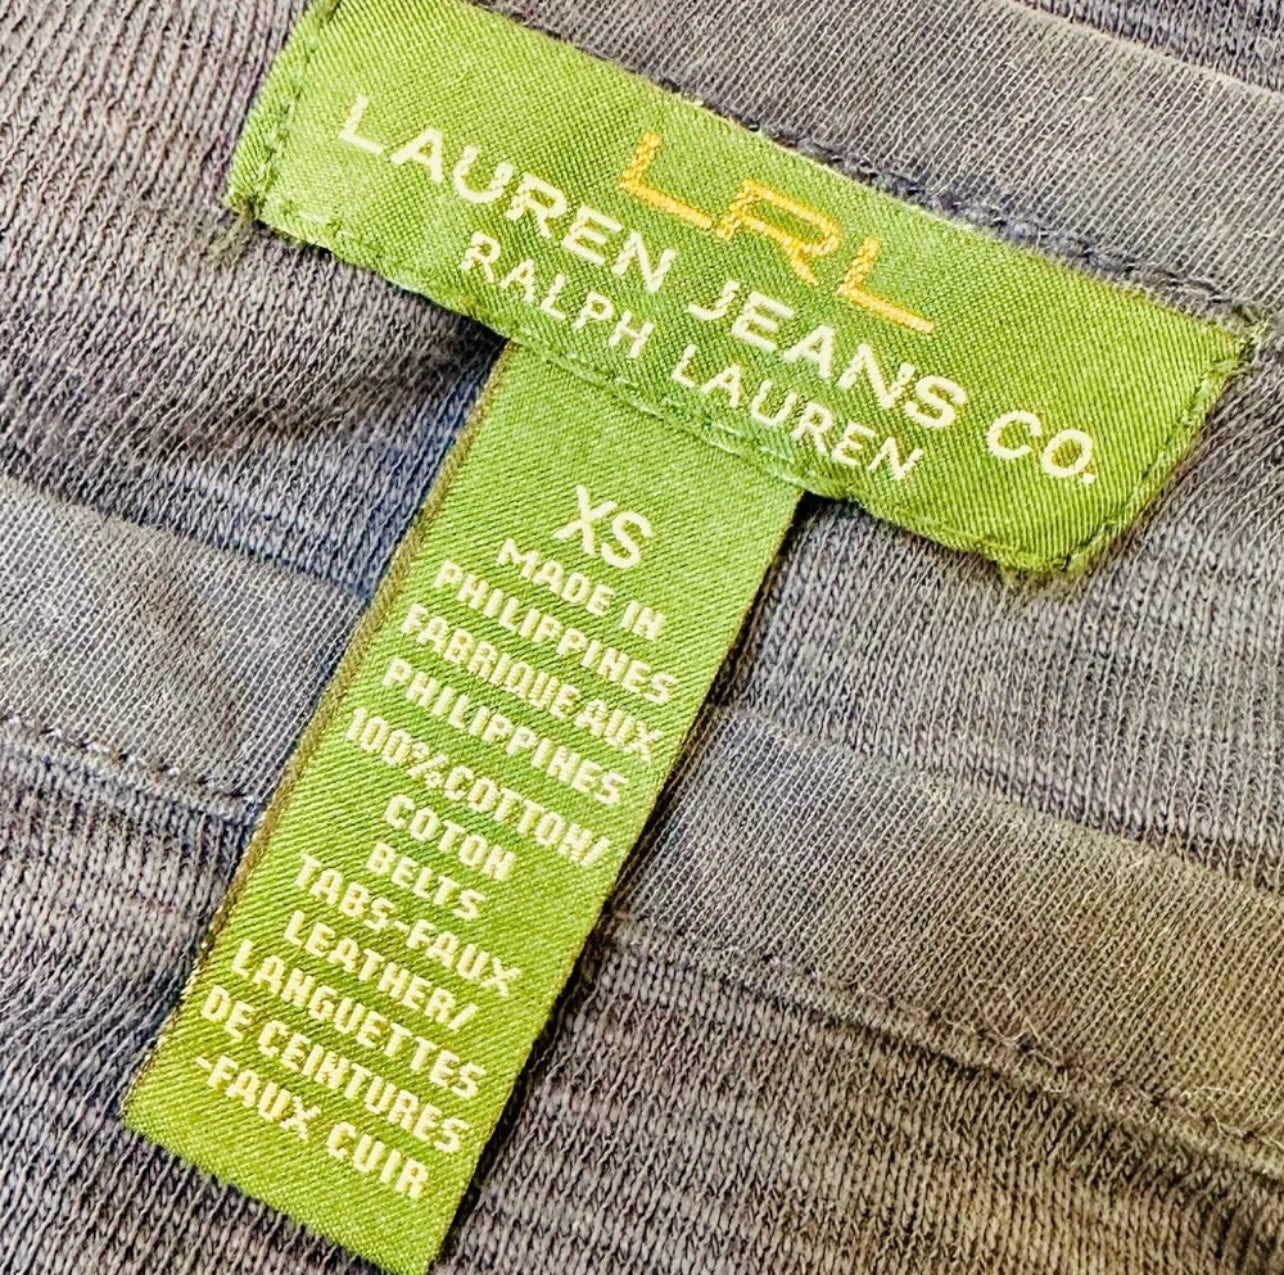 LRL
LAUREN JEANS CO.
RALPH LAUREN
XS
MADE IN
PHILIPPINES
FABRIQUE AUX
PHILIPPINES
100%COTTON/
COTON
BELTS
TABS-FAUX
LEATHER/
LANGUETTES
DE CEINTURES
-FAUX CUIR